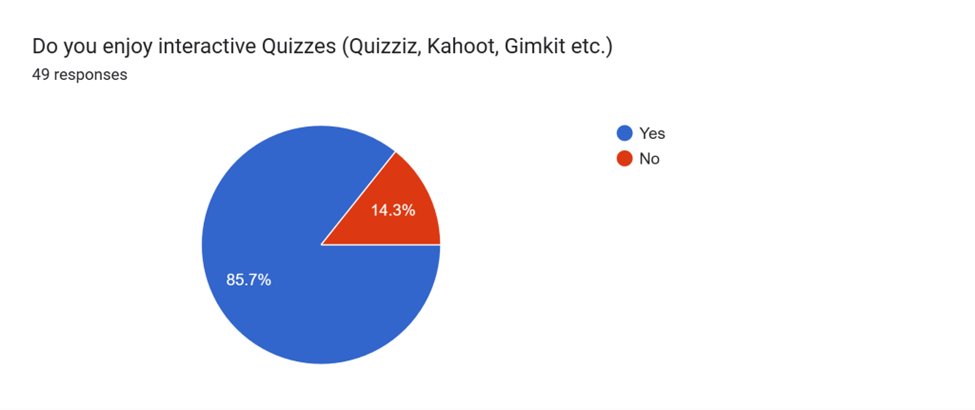 Do you enjoy interactive Quizzes (Quizziz, Kahoot, Gimkit etc.)
49 responses
Yes
No
14.3%
85.7%